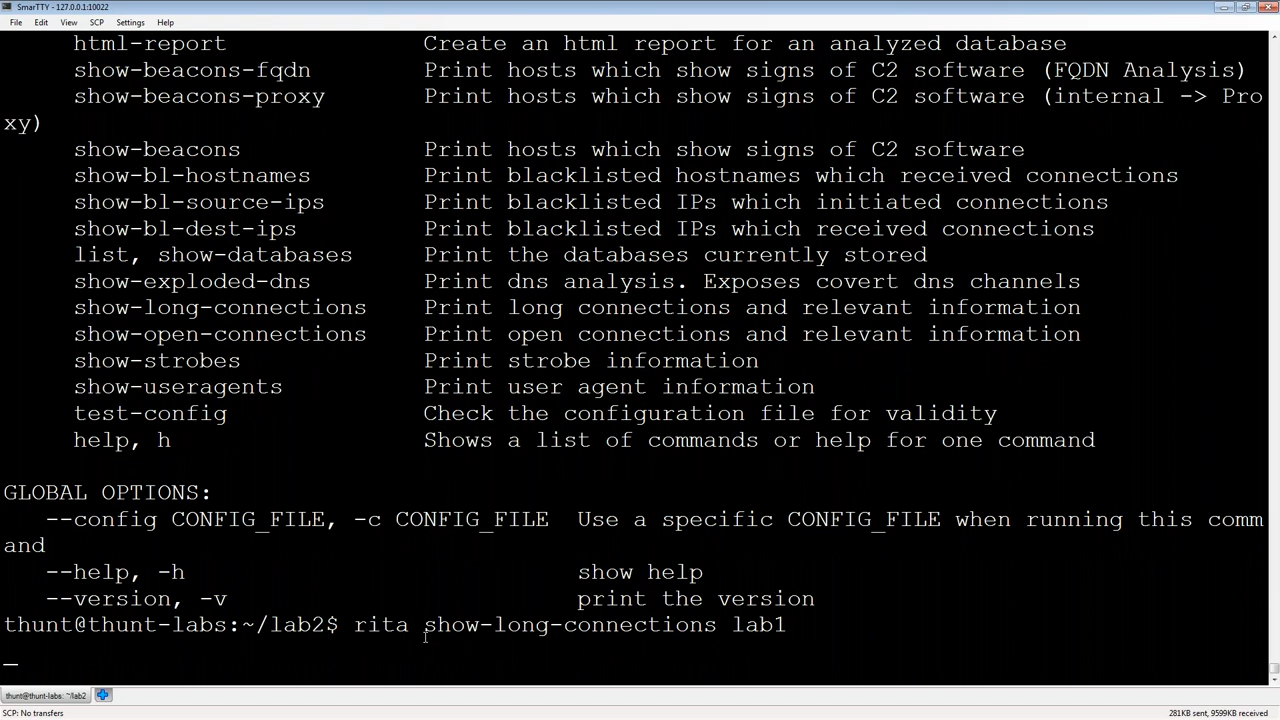 SmarTTY - 127.0.0.1:10022
File Edit View SCP Settings Help
html-report Create an html report for an analyzed database
show-beacons-fqdn Print hosts which show signs of C2 software (FQDN Analysis)
show-beacons-proxy Print hosts which show signs of C2 software (internal -> Pro
xy)
show-beacons Print hosts which show signs of C2 software
show-bl-hostnames Print blacklisted hostnames which received connections
show-bl-source-ips Print blacklisted IPs which initiated connections
show-bl-dest-ips Print blacklisted IPs which received connections
list, show-databases Print the databases currently stored
show-exploded-dns Print dns analysis. Exposes covert dns channels
show-long-connections Print long connections and relevant information
show-open-connections Print open connections and relevant information
show-strobes Print strobe information
show-useragents Print user agent information
test-config Check the configuration file for validity
help, h Shows a list of commands or help for one command
GLOBAL OPTIONS:
--config CONFIG_FILE, -c CONFIG_FILE Use a specific CONFIG_FILE when running this comm
and
--help, -h show help
--version, -v print the version
thunt@thunt-labs:~/lab2$ rita show-long-connections lab1
_
thunt@thunt-labs: ~/lab2
SCP: No transfers 281KB sent, 9599KB received